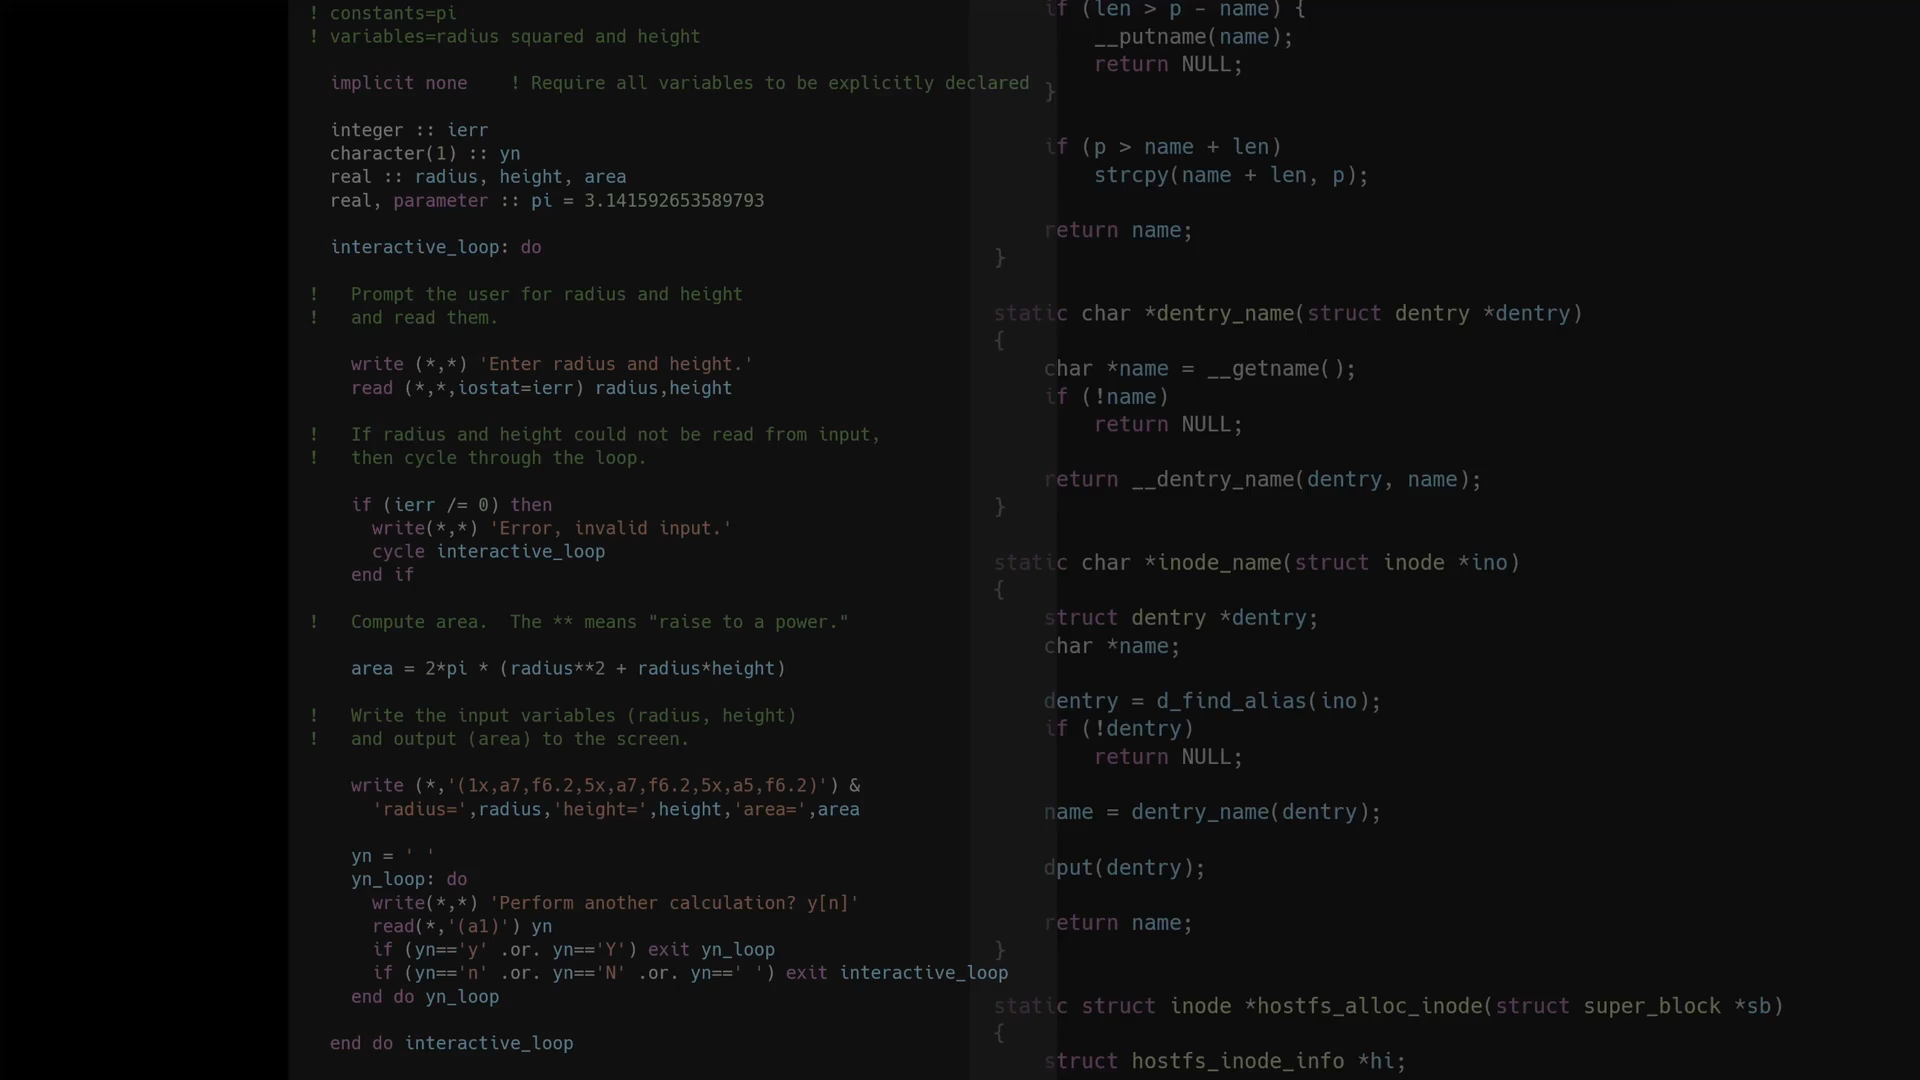 ! constants=pi
! variables=radius squared and height
implicit none    ! Require all variables to be explicitly declared
integer :: ierr
character(1) :: yn
real :: radius, height, area
real, parameter :: pi = 3.141592653589793
interactive_loop: do
!   Prompt the user for radius and height
!   and read them.
write (*,*) 'Enter radius and height.'
read (*,*,iostat=ierr) radius,height
!   If radius and height could not be read from input,
!   then cycle through the loop.
if (ierr /= 0) then
write(*,*) 'Error, invalid input.'
cycle interactive_loop
end if
!   Compute area.  The ** means "raise to a power."
area = 2*pi * (radius**2 + radius*height)
!   Write the input variables (radius, height)
!   and output (area) to the screen.
write (*,'(1x,a7,f6.2,5x,a7,f6.2,5x,a5,f6.2)') &
'radius=',radius,'height=',height,'area=',area
yn = ' '
yn_loop: do
write(*,*) 'Perform another calculation? y[n]'
read(*,'(a1)') yn
if (yn=='y' .or. yn=='Y') exit yn_loop
if (yn=='n' .or. yn=='N' .or. yn==' ') exit interactive_loop
end do yn_loop
end do interactive_loop
if (len > p - name) {
__putname(name);
return NULL;
}
if (p > name + len)
strcpy(name + len, p);
return name;
}
static char *dentry_name(struct dentry *dentry)
{
char *name = __getname();
if (!name)
return NULL;
return __dentry_name(dentry, name);
}
static char *inode_name(struct inode *ino)
{
struct dentry *dentry;
char *name;
dentry = d_find_alias(ino);
if (!dentry)
return NULL;
name = dentry_name(dentry);
dput(dentry);
return name;
}
static struct inode *hostfs_alloc_inode(struct super_block *sb)
{
struct hostfs_inode_info *hi;